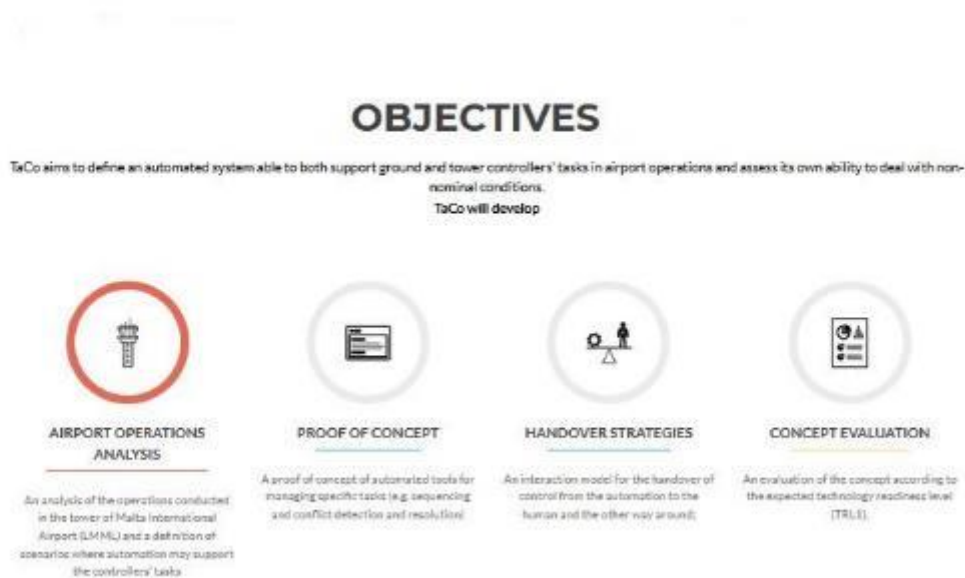 OBJECTIVES
TaCo aims to define an automated system able to both support ground and tower controllers' tasks in airport operations and assess its own ability to deal with non-
nominal conditions.
TaCo will develop
AIRPORT OPERATIONS
ANALYSIS
An analysis of the operations conducted
in the tower of Malta International
Airport (LMML) and a definition of
scenarios where automation may support
the controllers' tasks
PROOF OF CONCEPT
A proof of concept of automated tools for
managing specific tasks (e.g. sequencing
and conflict detection and resolution)
HANDOVER STRATEGIES
An interaction model for the handover of
control from the automation to the
human and the other way around;
CONCEPT EVALUATION
An evaluation of the concept according to
the expected technology readiness level